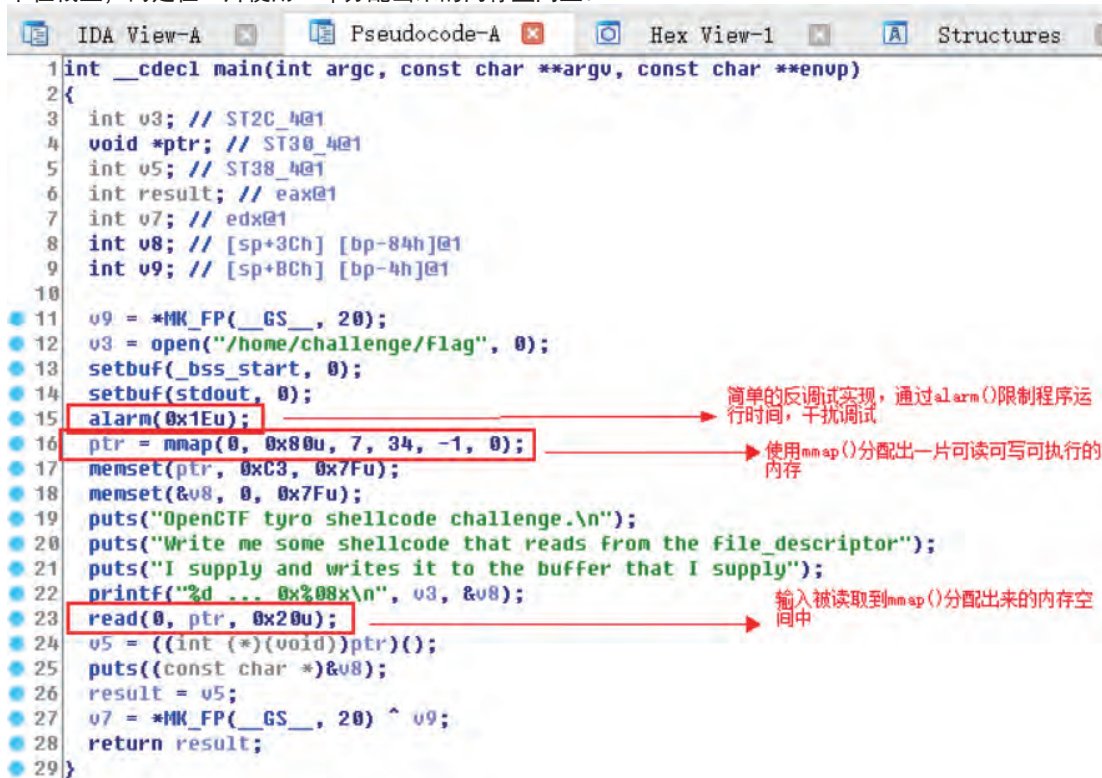 IDA View-A Pseudocode-A Hex View-1 Structures
1 int __cdecl main(int argc, const char **argv, const char **envp)
2 {
3 int v3; // ST2C_4@1
4 void *ptr; // ST30_4@1
5 int v5; // ST38_4@1
6 int result; // eax@1
7 int v7; // edx@1
8 int v8; // [sp+3Ch] [bp-84h]@1
9 int v9; // [sp+BCh] [bp-4h]@1
10
11 v9 = *MK_FP(__GS__, 20);
12 v3 = open("/home/challenge/flag", 0);
13 setbuf(_bss_start, 0);
14 setbuf(stdout, 0);
简单的反调试实现，通过alarm()限制程序运
行时间，干扰调试
15 alarm(0x1Eu);
16 ptr = mmap(0, 0x80u, 7, 34, -1, 0);
使用mmap()分配出一片可读可写可执行的
内存
17 memset(ptr, 0xC3, 0x7Fu);
18 memset(&v8, 0, 0x7Fu);
19 puts("OpenCTF tyro shellcode challenge.\n");
20 puts("Write me some shellcode that reads from the file_descriptor");
21 puts("I supply and writes it to the buffer that I supply");
22 printf("%d ... 0x%08x\n", v3, &v8);
输入被读取到mmap()分配出来的内存空
间中
23 read(0, ptr, 0x20u);
24 v5 = ((int (*)(void))ptr)();
25 puts((const char *)&v8);
26 result = v5;
27 v7 = *MK_FP(__GS__, 20) ^ v9;
28 return result;
29 }